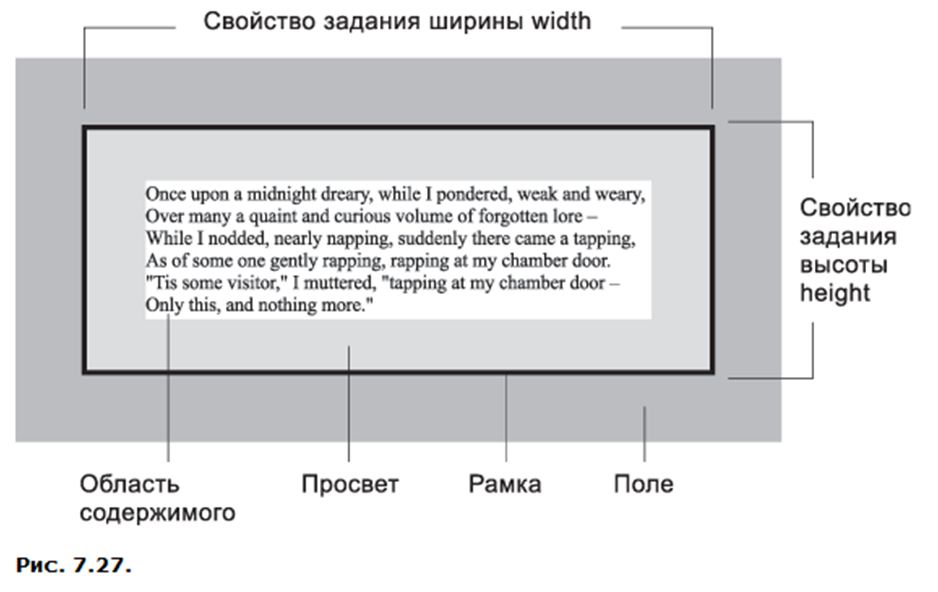 Свойство задания ширины width
Once upon a midnight dreary, while I pondered, weak and weary,
Over many a quaint and curious volume of forgotten lore –
While I nodded, nearly napping, suddenly there came a tapping,
As of some one gently rapping, rapping at my chamber door.
"Tis some visitor," I muttered, "tapping at my chamber door –
Only this, and nothing more."
Свойство
задания
высоты
height
Область
содержимого
Просвет
Рамка
Поле
Рис. 7.27.